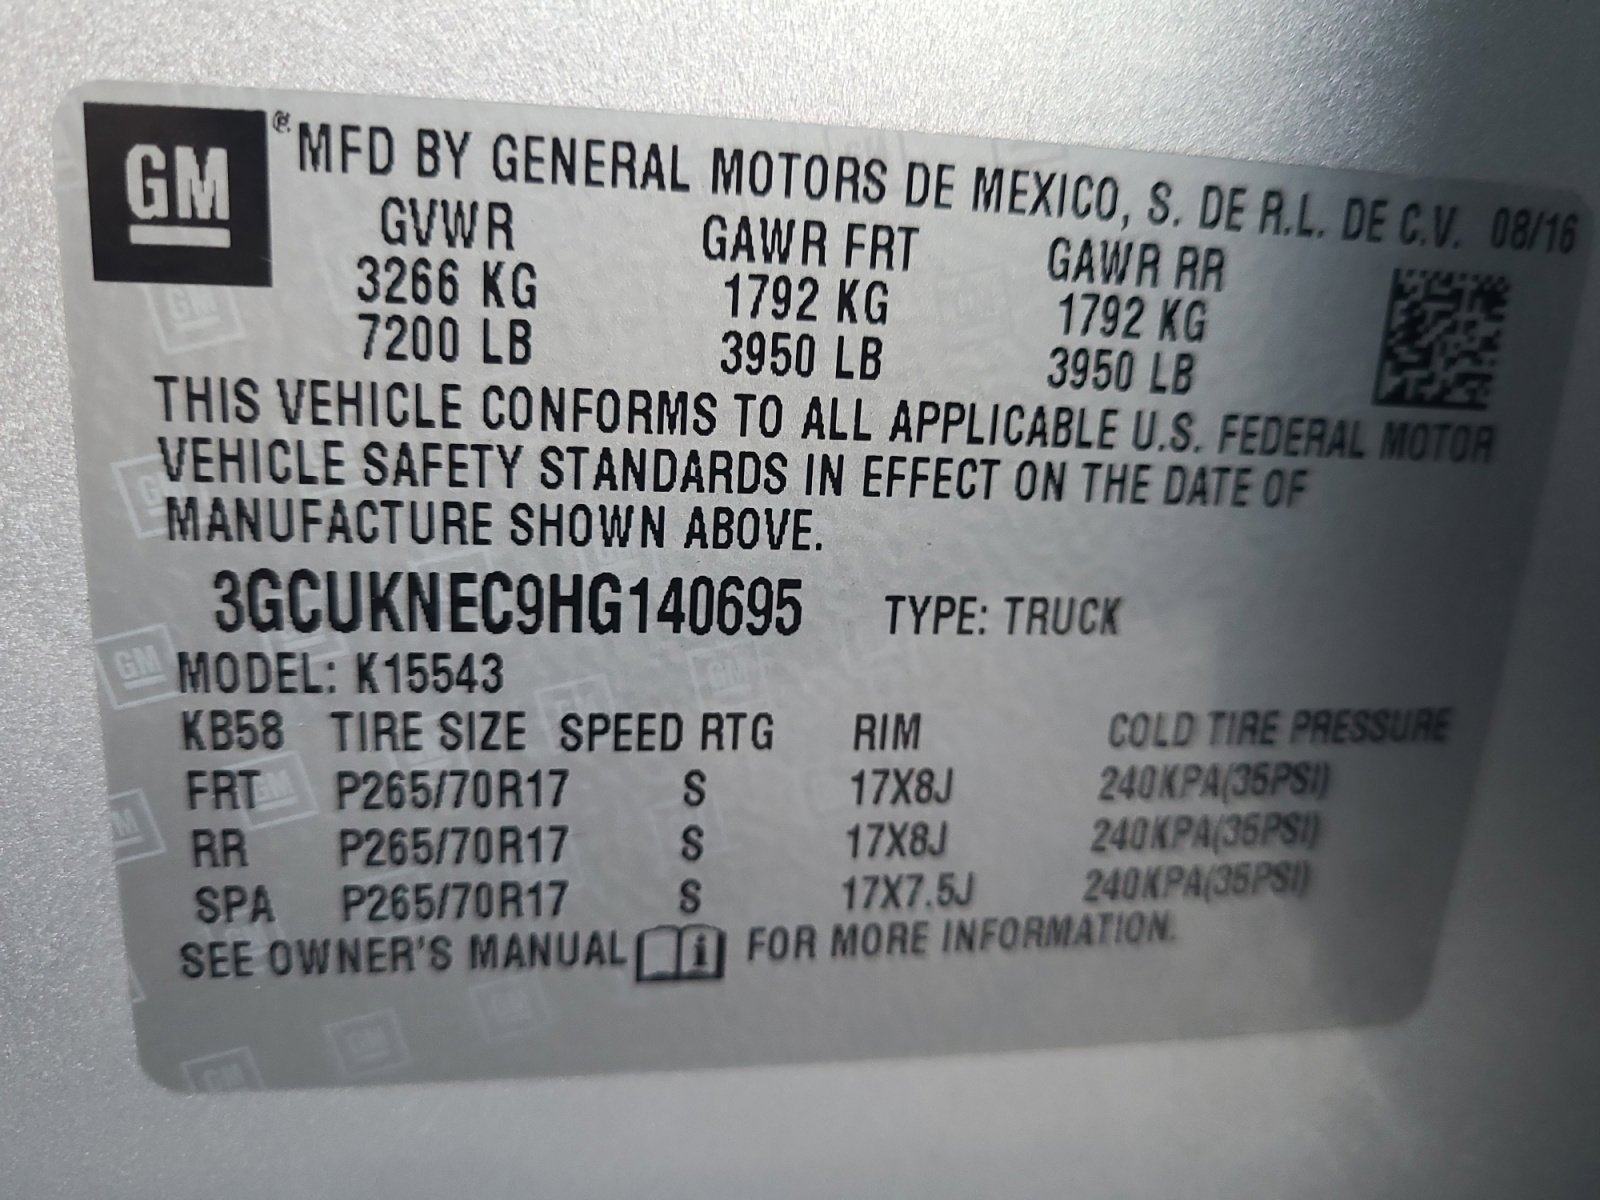 GM
® MFD BY GENERAL MOTORS DE MEXICO, S. DE R.L. DE C.V. 08/16
GVWR GAWR FRT GAWR RR
3266 KG 1792 KG 1792 KG
7200 LB 3950 LB 3950 LB
THIS VEHICLE CONFORMS TO ALL APPLICABLE U.S. FEDERAL MOTOR
VEHICLE SAFETY STANDARDS IN EFFECT ON THE DATE OF
MANUFACTURE SHOWN ABOVE.
3GCUKNEC9HG140695 TYPE: TRUCK
MODEL: K15543
KB58 TIRE SIZE SPEED RTG RIM COLD TIRE PRESSURE
FRT P265/70R17 S 17X8J 240KPA(35PSI)
RR P265/70R17 S 17X8J 240KPA(35PSI)
SPA P265/70R17 S 17X7.5J 240KPA(35PSI)
SEE OWNER'S MANUAL i FOR MORE INFORMATION.